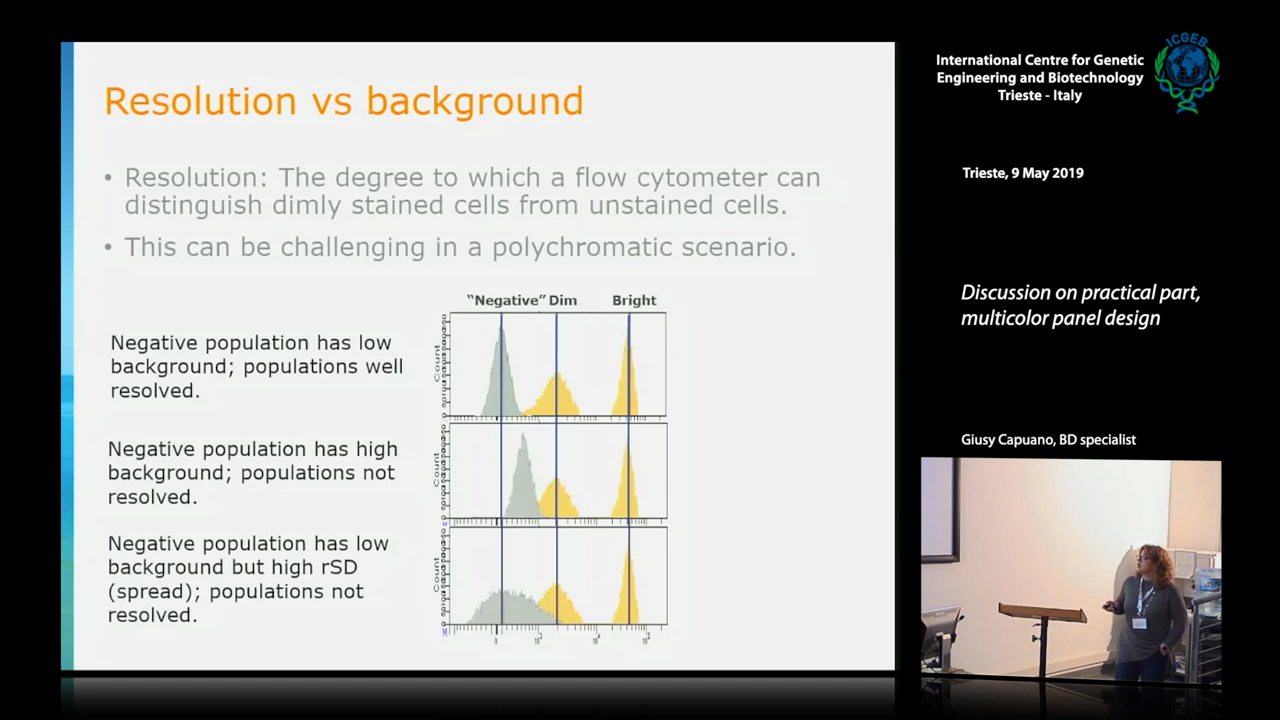 Resolution vs background
• Resolution: The degree to which a flow cytometer can
distinguish dimly stained cells from unstained cells.
• This can be challenging in a polychromatic scenario.
"Negative" Dim Bright
Negative population has low
background; populations well
resolved.
Count
Negative population has high
background; populations not
resolved.
Count
Negative population has low
background but high rSD
(spread); populations not
resolved.
Count
International Centre for Genetic
Engineering and Biotechnology
Trieste - Italy
ICGEB
Trieste, 9 May 2019
Discussion on practical part,
multicolor panel design
Giusy Capuano, BD specialist